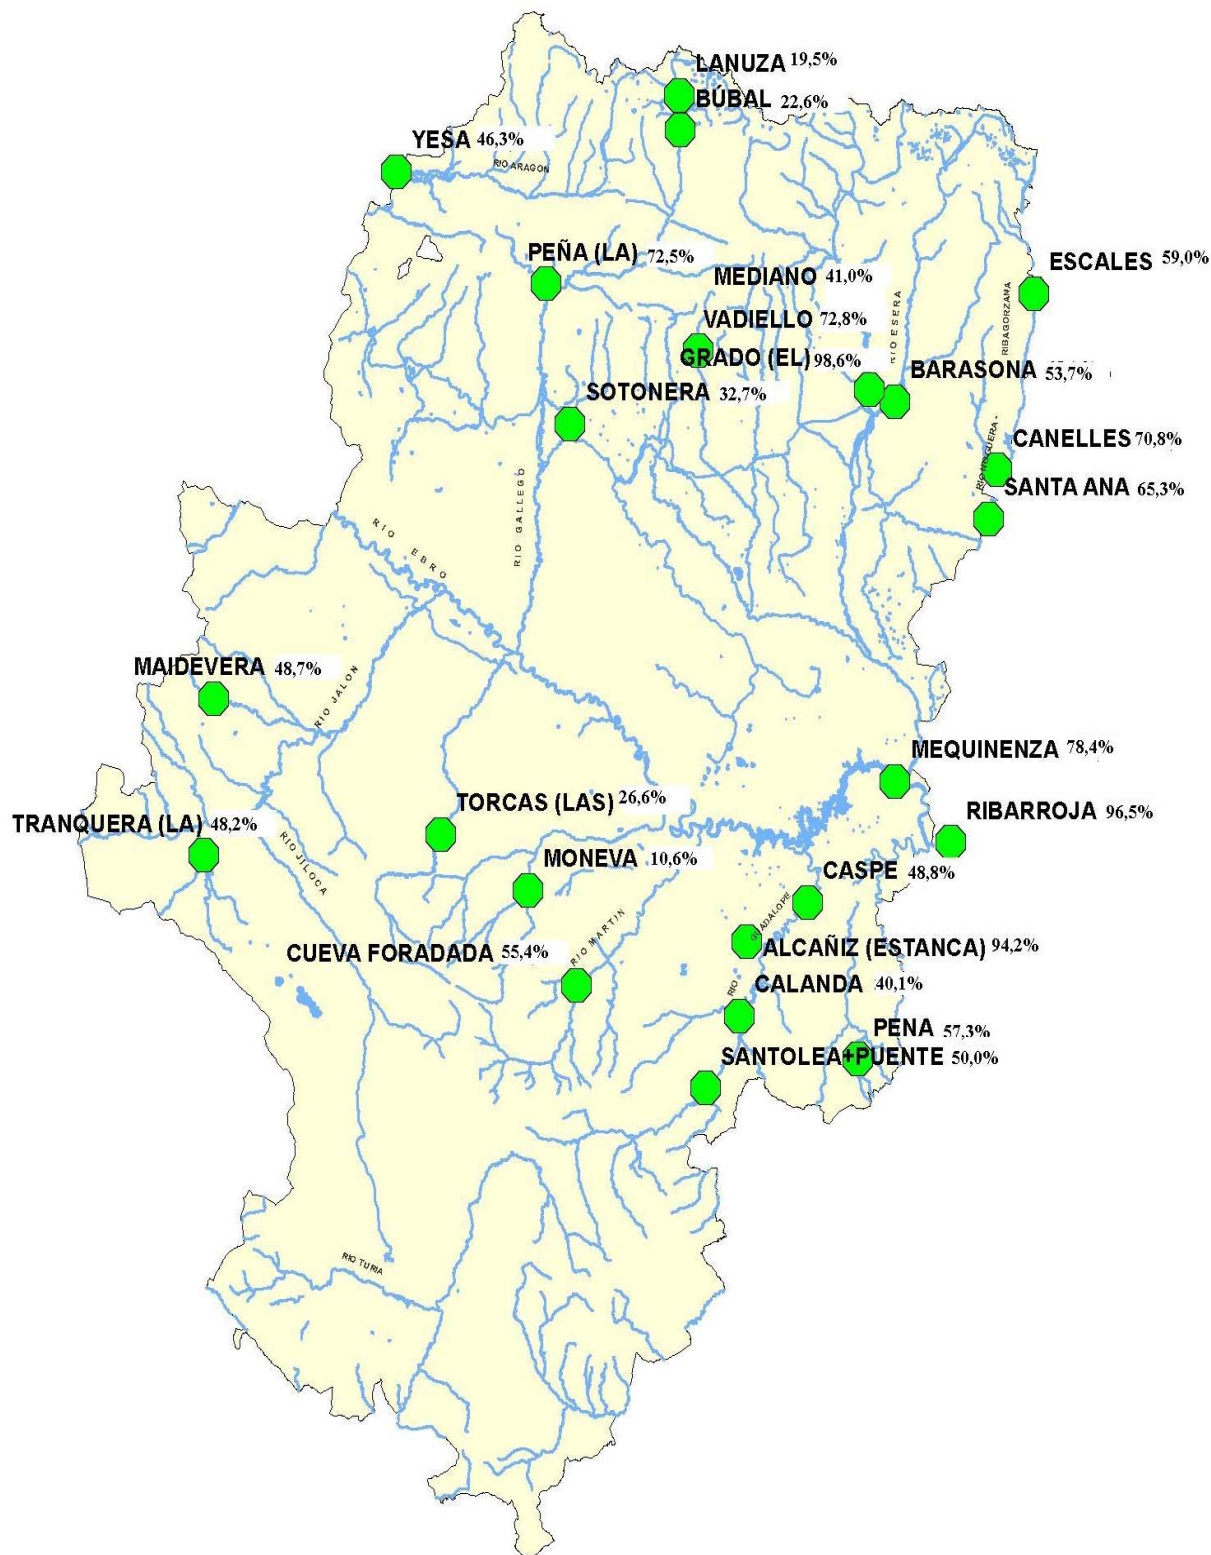 LANUZA 19,5%
BÚBAL 22,6%
YESA 46,3%
RIO ARAGON
PEÑA (LA) 72,5%
MEDIANO 41,0%
ESCALES 59,0%
RIO ESERA
RIBAGORZANA
VADIELLO 72,8%
GRADO (EL) 98,6%
BARASONA 53,7%
SOTONERA 32,7%
CANELLES 70,8%
RIO NOGUERA
SANTA ANA 65,3%
RIO GALLEGO
RIO EBRO
MAIDEVERA 48,7%
RIO JALON
MEQUINENZA 78,4%
TORCAS (LAS) 26,6%
RIBARROJA 96,5%
TRANQUERA (LA) 48,2%
RIO JILOCA
MONEVA 10,6%
CASPE 48,8%
GUADALOPE
RIO MARTIN
CUEVA FORADADA 55,4%
ALCAÑIZ (ESTANCA) 94,2%
RIO
CALANDA 40,1%
PENA 57,3%
SANTOLEA+PUENTE 50,0%
RIO TURIA